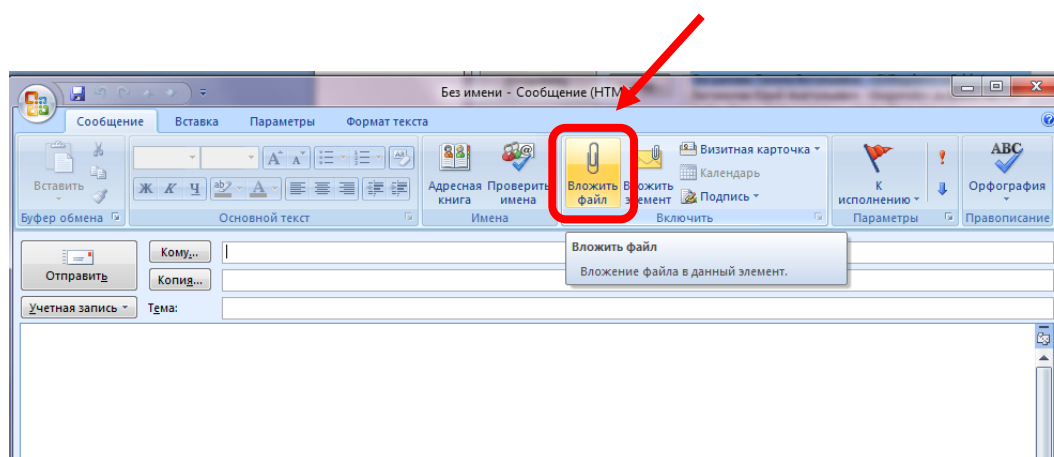 Без имени - Сообщение (HTM
Сообщение Вставка Параметры Формат текста
Вставить
Буфер обмена
Ж К Ч ab A
Основной текст
Адресная книга
Проверить имена
Имена
Вложить файл
Вложить элемент
Визитная карточка
Календарь
Подпись
Включить
К исполнению
Параметры
ABC
Орфография
Правописание
Вложить файл
Вложение файла в данный элемент.
Отправить
Кому...
Копия...
Учетная запись
Тема: